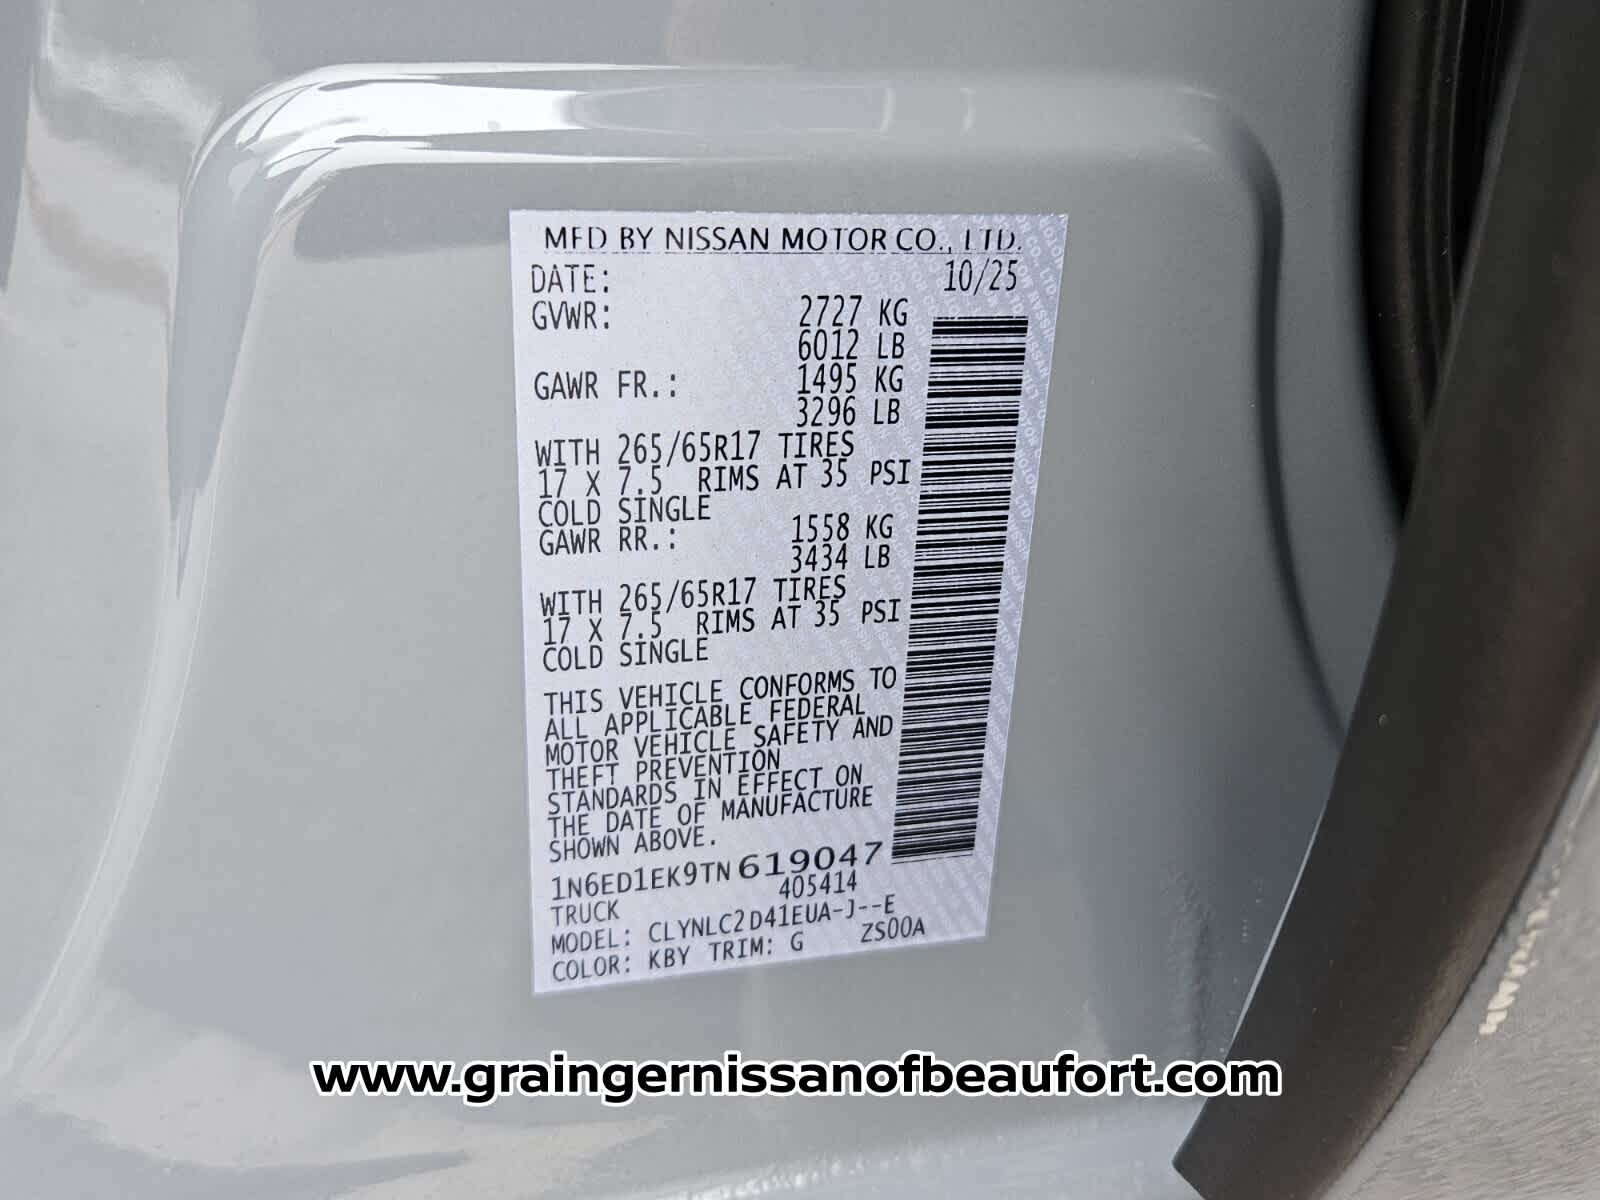 MFD BY NISSAN MOTOR CO., LTD.
DATE: 10/25
GVWR: 2727 KG
6012 LB
GAWR FR.: 1495 KG
3296 LB
WITH 265/65R17 TIRES
17 X 7.5 RIMS AT 35 PSI
COLD SINGLE
GAWR RR.: 1558 KG
3434 LB
WITH 265/65R17 TIRES
17 X 7.5 RIMS AT 35 PSI
COLD SINGLE
THIS VEHICLE CONFORMS TO
ALL APPLICABLE FEDERAL
MOTOR VEHICLE SAFETY AND
THEFT PREVENTION
STANDARDS IN EFFECT ON
THE DATE OF MANUFACTURE
SHOWN ABOVE.
1N6ED1EK9TN619047
TRUCK 405414
MODEL: CLYNLC2D41EUA-J--E
COLOR: KBY TRIM: G ZS00A
www.graingernissanofbeaufort.com